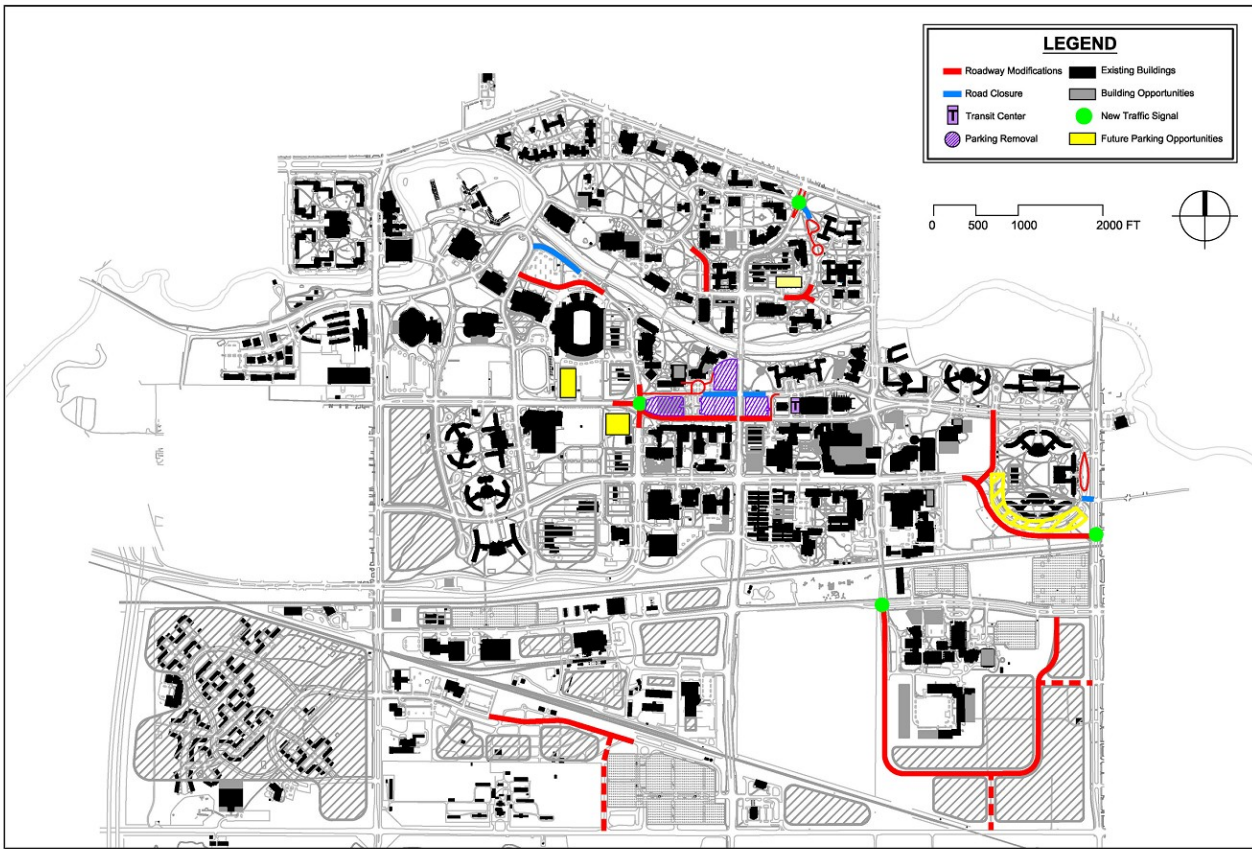 LEGEND
Roadway Modifications
Existing Buildings
Road Closure
Building Opportunities
T
Transit Center
New Traffic Signal
Parking Removal
Future Parking Opportunities
0 500 1000 2000 FT
T